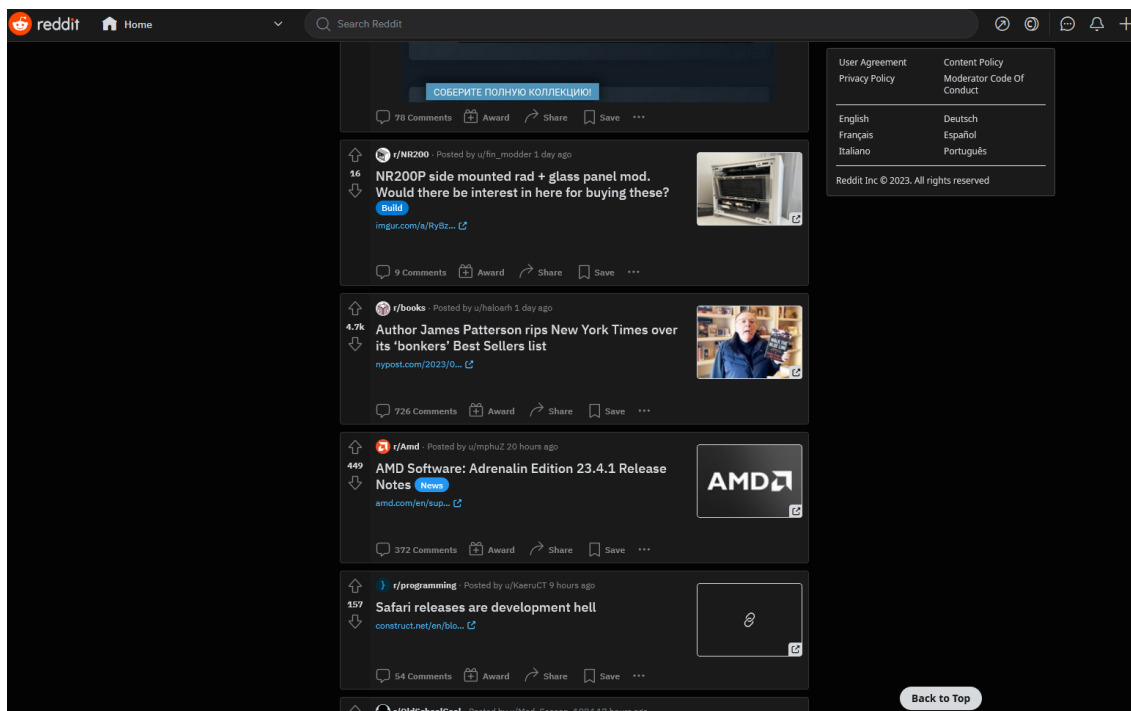 reddit
Home
Search Reddit
СОБЕРИТЕ ПОЛНУЮ КОЛЛЕКЦИЮ!
78 Comments Award Share Save
r/NR200 · Posted by u/fin_modder 1 day ago
16
NR200P side mounted rad + glass panel mod.
Would there be interest in here for buying these?
Build
imgur.com/a/RyBz...
9 Comments Award Share Save
r/books · Posted by u/haloarh 1 day ago
4.7k
Author James Patterson rips New York Times over
its ‘bonkers’ Best Sellers list
nypost.com/2023/0...
726 Comments Award Share Save
r/Amd · Posted by u/mphuZ 20 hours ago
449
AMD Software: Adrenalin Edition 23.4.1 Release
Notes News
amd.com/en/sup...
AMD
372 Comments Award Share Save
r/programming · Posted by u/KaeruCT 9 hours ago
157
Safari releases are development hell
construct.net/en/blo...
54 Comments Award Share Save
User Agreement Content Policy
Privacy Policy Moderator Code Of
Conduct
English Deutsch
Français Español
Italiano Português
Reddit Inc © 2023. All rights reserved
Back to Top